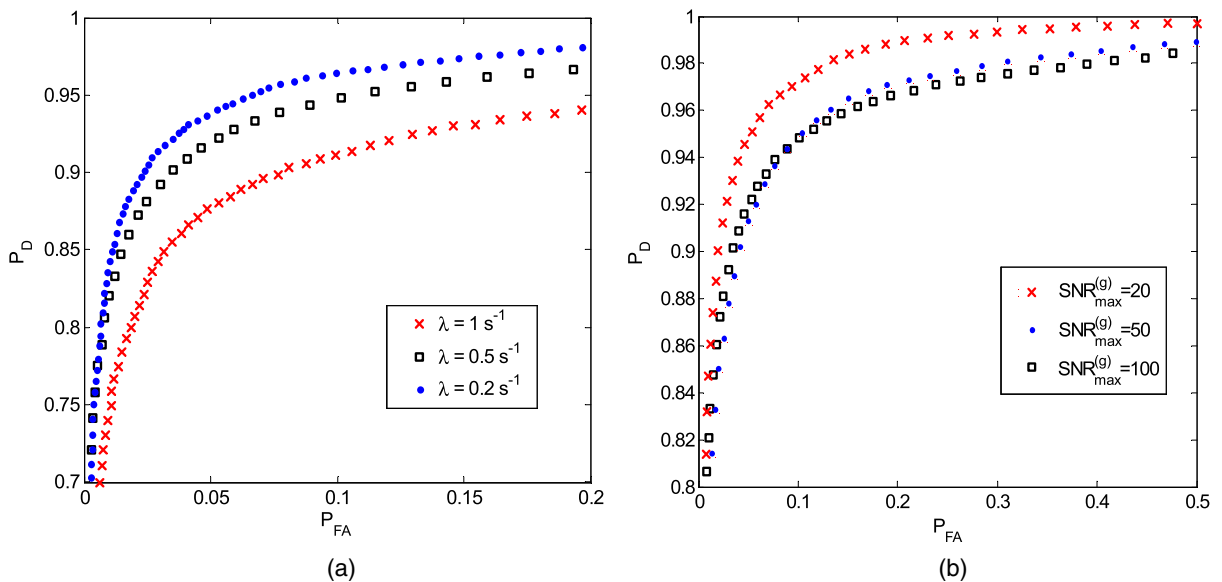 1
0.95
0.9
0.85
0.8
0.75
0.7
P_D
0
0.05
0.1
0.15
0.2
P_FA
λ = 1 s⁻¹
λ = 0.5 s⁻¹
λ = 0.2 s⁻¹
(a)
1
0.98
0.96
0.94
0.92
0.9
0.88
0.86
0.84
0.82
0.8
P_D
0
0.1
0.2
0.3
0.4
0.5
P_FA
SNR_max^(g)=20
SNR_max^(g)=50
SNR_max^(g)=100
(b)